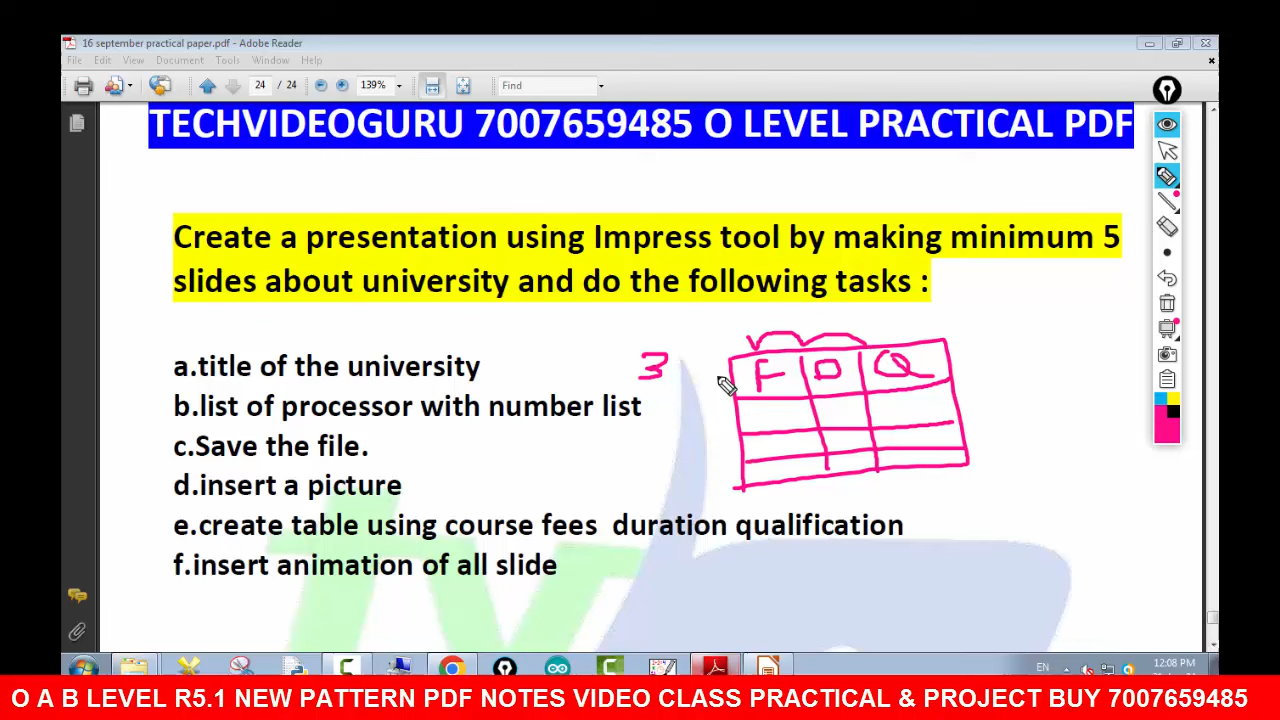 16 september practical paper.pdf - Adobe Reader
File Edit View Document Tools Window Help
24 / 24 139% Find
TECHVIDEOGURU 7007659485 O LEVEL PRACTICAL PDF
Create a presentation using Impress tool by making minimum 5
slides about university and do the following tasks :
a.title of the university
3 F D Q
b.list of processor with number list
c.Save the file.
d.insert a picture
e.create table using course fees duration qualification
f.insert animation of all slide
tv
EN 12:08 PM
O A B LEVEL R5.1 NEW PATTERN PDF NOTES VIDEO CLASS PRACTICAL & PROJECT BUY 7007659485